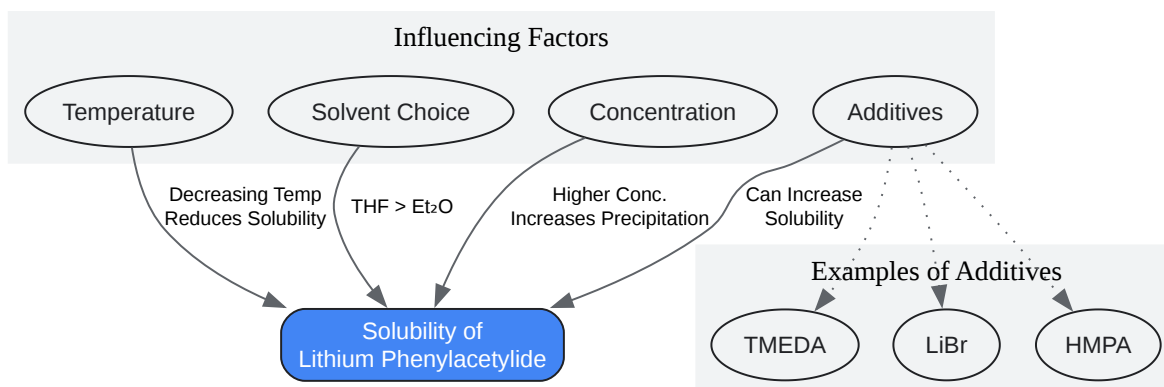 Influencing Factors
Temperature
Solvent Choice
Concentration
Additives
Decreasing Temp
Reduces Solubility
THF > Et₂O
Higher Conc.
Increases Precipitation
Can Increase
Solubility
Examples of Additives
Solubility of
Lithium Phenylacetylide
TMEDA
LiBr
HMPA